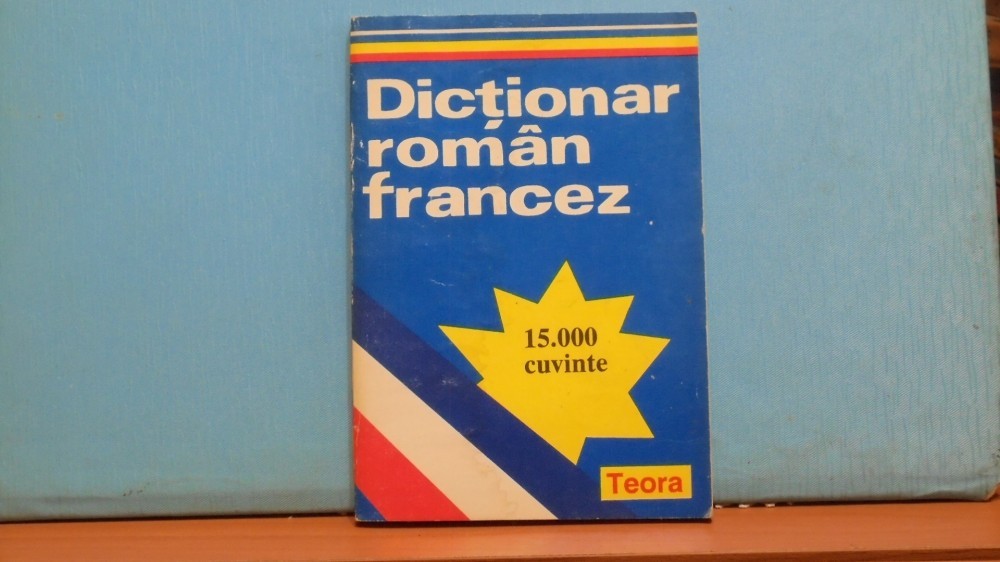 Dicționar
român
francez
15.000
cuvinte
Teora